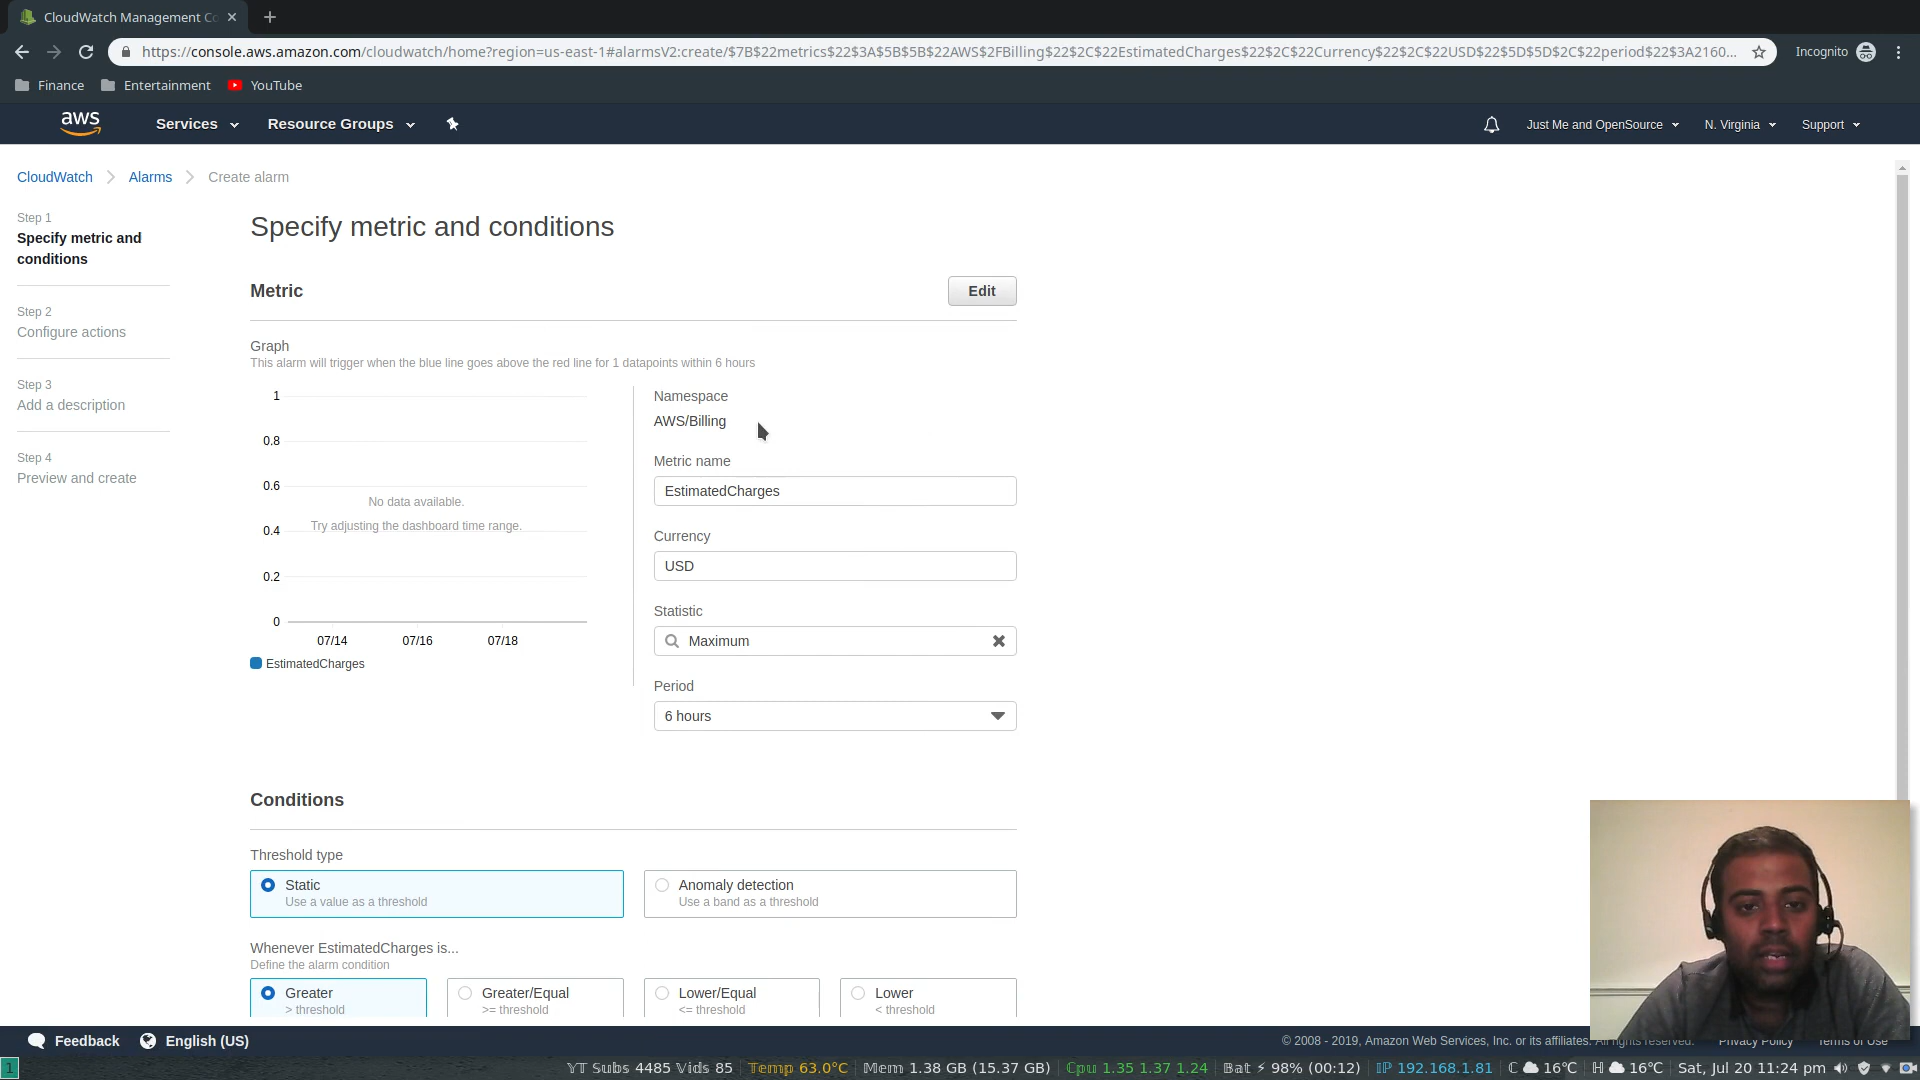 CloudWatch Management Co
https://console.aws.amazon.com/cloudwatch/home?region=us-east-1#alarmsV2:create/$7B$22metrics$22$3A$5B$5B$22AWS$2FBilling$22$2C$22EstimatedCharges$22$2C$22Currency$22$2C$22USD$22$5D$5D$2C$22period$22$3A2160...
Incognito
Finance
Entertainment
YouTube
aws
Services
Resource Groups
Just Me and OpenSource
N. Virginia
Support
CloudWatch
Alarms
Create alarm
Step 1
Specify metric and
conditions
Step 2
Configure actions
Step 3
Add a description
Step 4
Preview and create
Specify metric and conditions
Metric
Edit
Graph
This alarm will trigger when the blue line goes above the red line for 1 datapoints within 6 hours
1
0.8
0.6
0.4
0.2
0
No data available.
Try adjusting the dashboard time range.
07/14
07/16
07/18
EstimatedCharges
Namespace
AWS/Billing
Metric name
EstimatedCharges
Currency
USD
Statistic
Maximum
Period
6 hours
Conditions
Threshold type
Static
Use a value as a threshold
Anomaly detection
Use a band as a threshold
Whenever EstimatedCharges is...
Define the alarm condition
Greater
> threshold
Greater/Equal
>= threshold
Lower/Equal
<= threshold
Lower
< threshold
Feedback
English (US)
© 2008 - 2019, Amazon Web Services, Inc. or its affiliates. All rights reserved.
Privacy Policy
Terms of Use
1
YT Subs 4485 Vids 85
Temp 63.0°C
Mem 1.38 GB (15.37 GB)
Cpu 1.35 1.37 1.24
Bat ⚡ 98% (00:12)
IP 192.168.1.81
C 16°C
H 16°C
Sat, Jul 20 11:24 pm